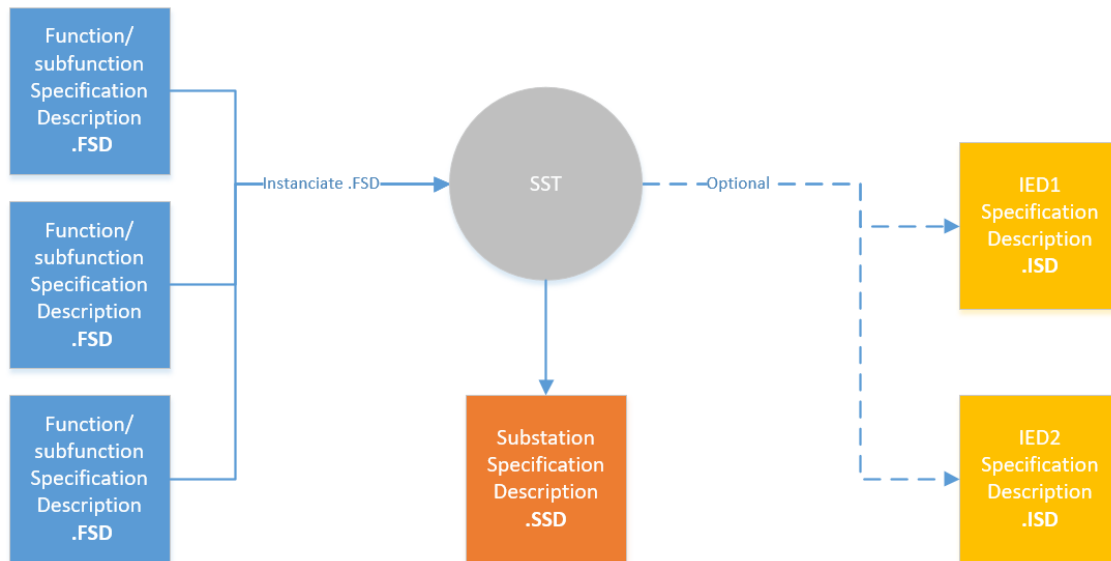 Function/
subfunction
Specification
Description
.FSD
Function/
subfunction
Specification
Description
.FSD
Function/
subfunction
Specification
Description
.FSD
Instanciate .FSD
SST
Substation
Specification
Description
.SSD
Optional
IED1
Specification
Description
.ISD
IED2
Specification
Description
.ISD